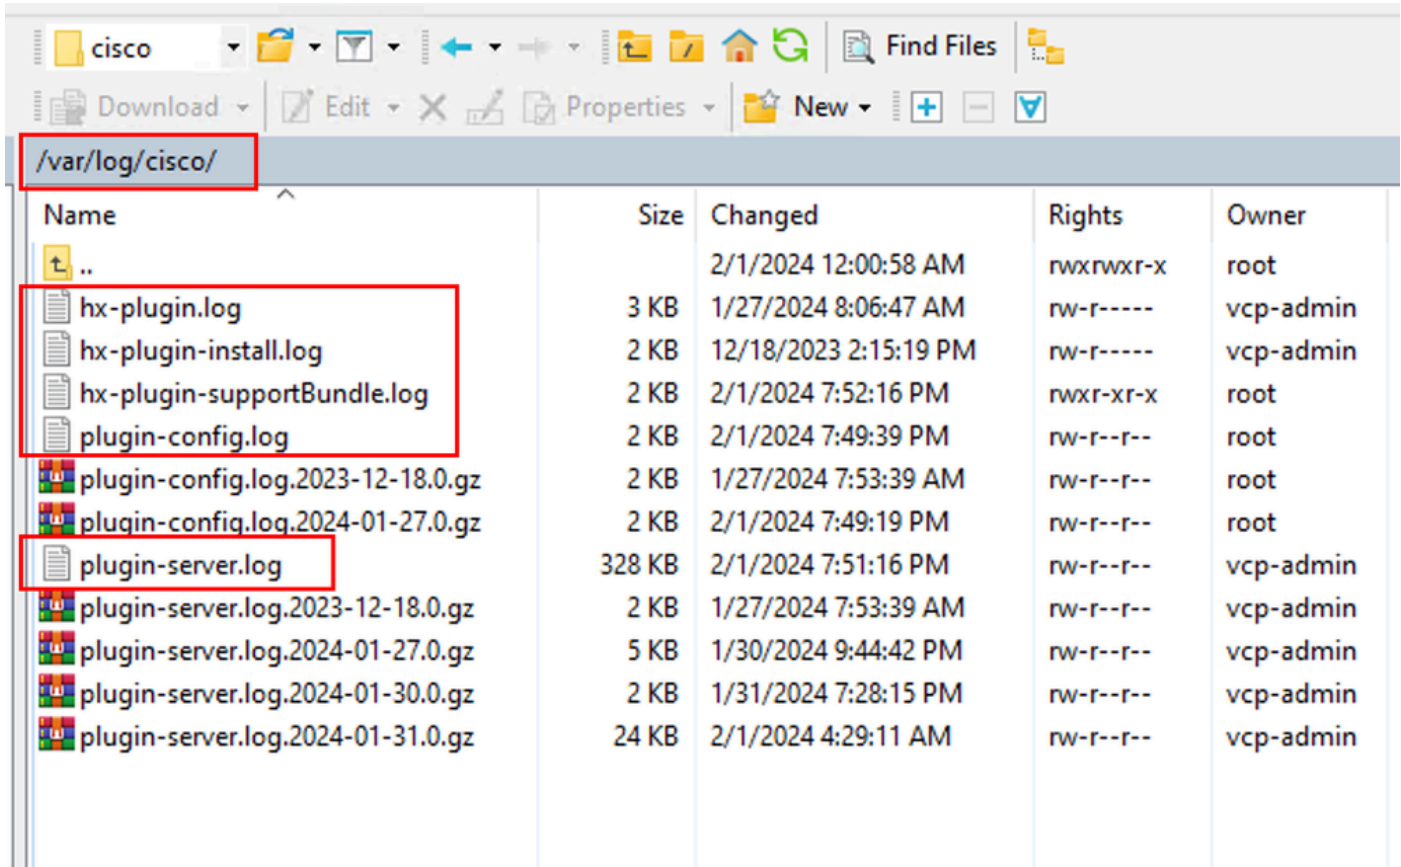 cisco Find Files
Download Edit Properties New
/var/log/cisco/
Name Size Changed Rights Owner
.. 2/1/2024 12:00:58 AM rwxrwxr-x root
hx-plugin.log 3 KB 1/27/2024 8:06:47 AM rw-r----- vcp-admin
hx-plugin-install.log 2 KB 12/18/2023 2:15:19 PM rw-r----- vcp-admin
hx-plugin-supportBundle.log 2 KB 2/1/2024 7:52:16 PM rwxr-xr-x root
plugin-config.log 2 KB 2/1/2024 7:49:39 PM rw-r--r-- root
plugin-config.log.2023-12-18.0.gz 2 KB 1/27/2024 7:53:39 AM rw-r--r-- root
plugin-config.log.2024-01-27.0.gz 2 KB 2/1/2024 7:49:19 PM rw-r--r-- root
plugin-server.log 328 KB 2/1/2024 7:51:16 PM rw-r--r-- vcp-admin
plugin-server.log.2023-12-18.0.gz 2 KB 1/27/2024 7:53:39 AM rw-r--r-- vcp-admin
plugin-server.log.2024-01-27.0.gz 5 KB 1/30/2024 9:44:42 PM rw-r--r-- vcp-admin
plugin-server.log.2024-01-30.0.gz 2 KB 1/31/2024 7:28:15 PM rw-r--r-- vcp-admin
plugin-server.log.2024-01-31.0.gz 24 KB 2/1/2024 4:29:11 AM rw-r--r-- vcp-admin